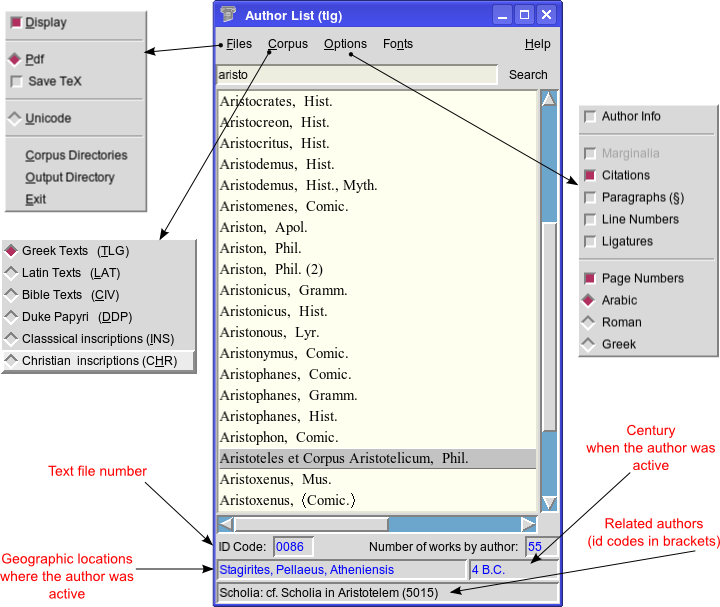 Display
Pdf
Save TeX
Unicode
Corpus Directories
Output Directory
Exit
Greek Texts (TLG)
Latin Texts (LAT)
Bible Texts (CIV)
Duke Papyri (DDP)
Classsical inscriptions (INS)
Christian inscriptions (CHR)
Text file number
Geographic locations
where the author was
active
Author List (tlg)
Files Corpus Options Fonts Help
aristo Search
Aristocrates, Hist.
Aristocreon, Hist.
Aristocritus, Hist.
Aristodemus, Hist.
Aristodemus, Hist., Myth.
Aristomenes, Comic.
Ariston, Apol.
Ariston, Phil.
Ariston, Phil. (2)
Aristonicus, Gramm.
Aristonicus, Hist.
Aristonous, Lyr.
Aristonymus, Comic.
Aristophanes, Comic.
Aristophanes, Gramm.
Aristophanes, Hist.
Aristophon, Comic.
Aristoteles et Corpus Aristotelicum, Phil.
Aristoxenus, Mus.
Aristoxenus, 〈Comic.〉
ID Code: 0086 Number of works by author: 55
Stagirites, Pellaeus, Atheniensis 4 B.C.
Scholia: cf. Scholia in Aristotelem (5015)
Author Info
Marginalia
Citations
Paragraphs (§)
Line Numbers
Ligatures
Page Numbers
Arabic
Roman
Greek
Century
when the author was
active
Related authors
(id codes in brackets)